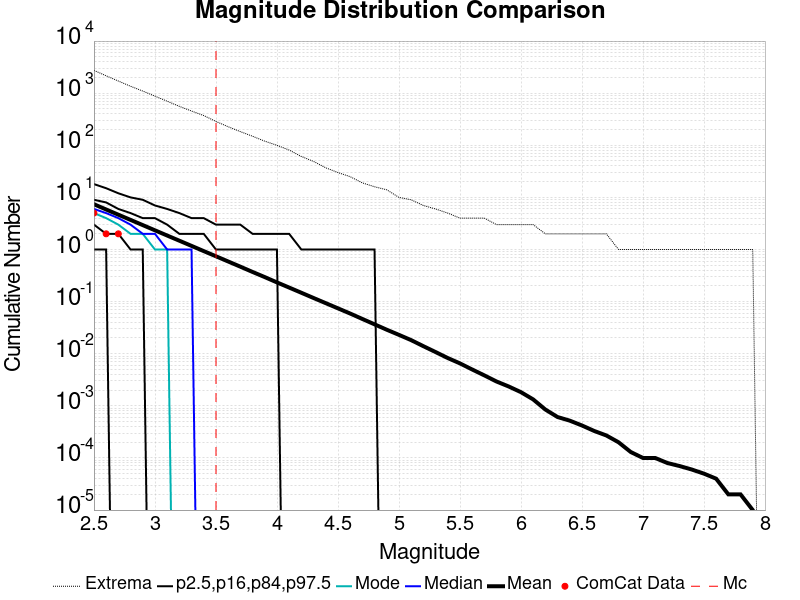 Magnitude Distribution Comparison
10 4
10 3
10 2
10 1
10 0
10 -1
10 -2
10 -3
10 -4
10 -5
Cumulative Number
2.5 3 3.5 4 4.5 5 5.5 6 6.5 7 7.5 8
Magnitude
Extrema p2.5,p16,p84,p97.5 Mode Median Mean ComCat Data Mc